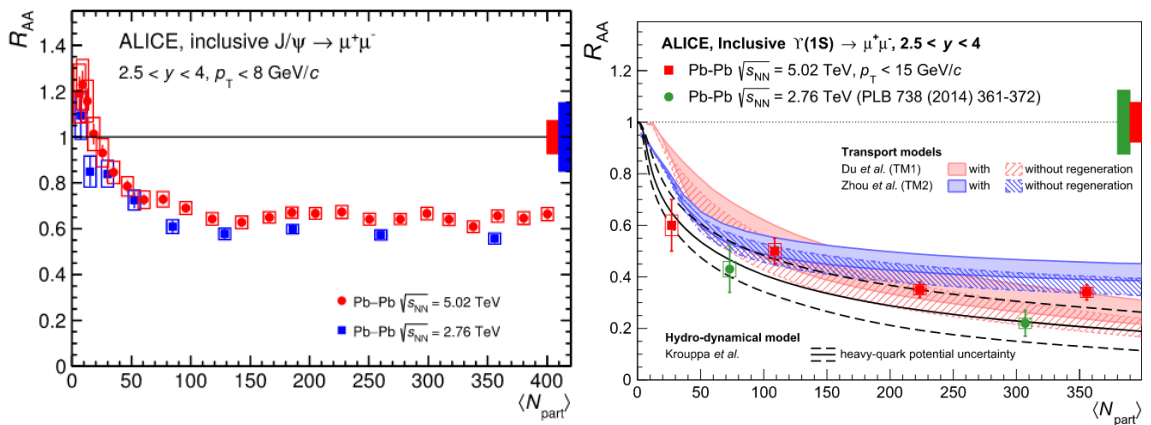 R_AA
1.4
1.2
1
0.8
0.6
0.4
0.2
0
ALICE, inclusive J/ψ → μ⁺μ⁻
2.5 < y < 4, p_T < 8 GeV/c
Pb–Pb √s_NN = 5.02 TeV
Pb–Pb √s_NN = 2.76 TeV
0 50 100 150 200 250 300 350 400
⟨N_part⟩
R_AA
1.2
1
0.8
0.6
0.4
0.2
0
ALICE, Inclusive ϒ(1S) → μ⁺μ⁻, 2.5 < y < 4
Pb-Pb √s_NN = 5.02 TeV, p_T < 15 GeV/c
Pb-Pb √s_NN = 2.76 TeV (PLB 738 (2014) 361-372)
Transport models
Du et al. (TM1) with without regeneration
Zhou et al. (TM2) with without regeneration
Hydro-dynamical model
Krouppa et al. heavy-quark potential uncertainty
0 50 100 150 200 250 300 350
⟨N_part⟩